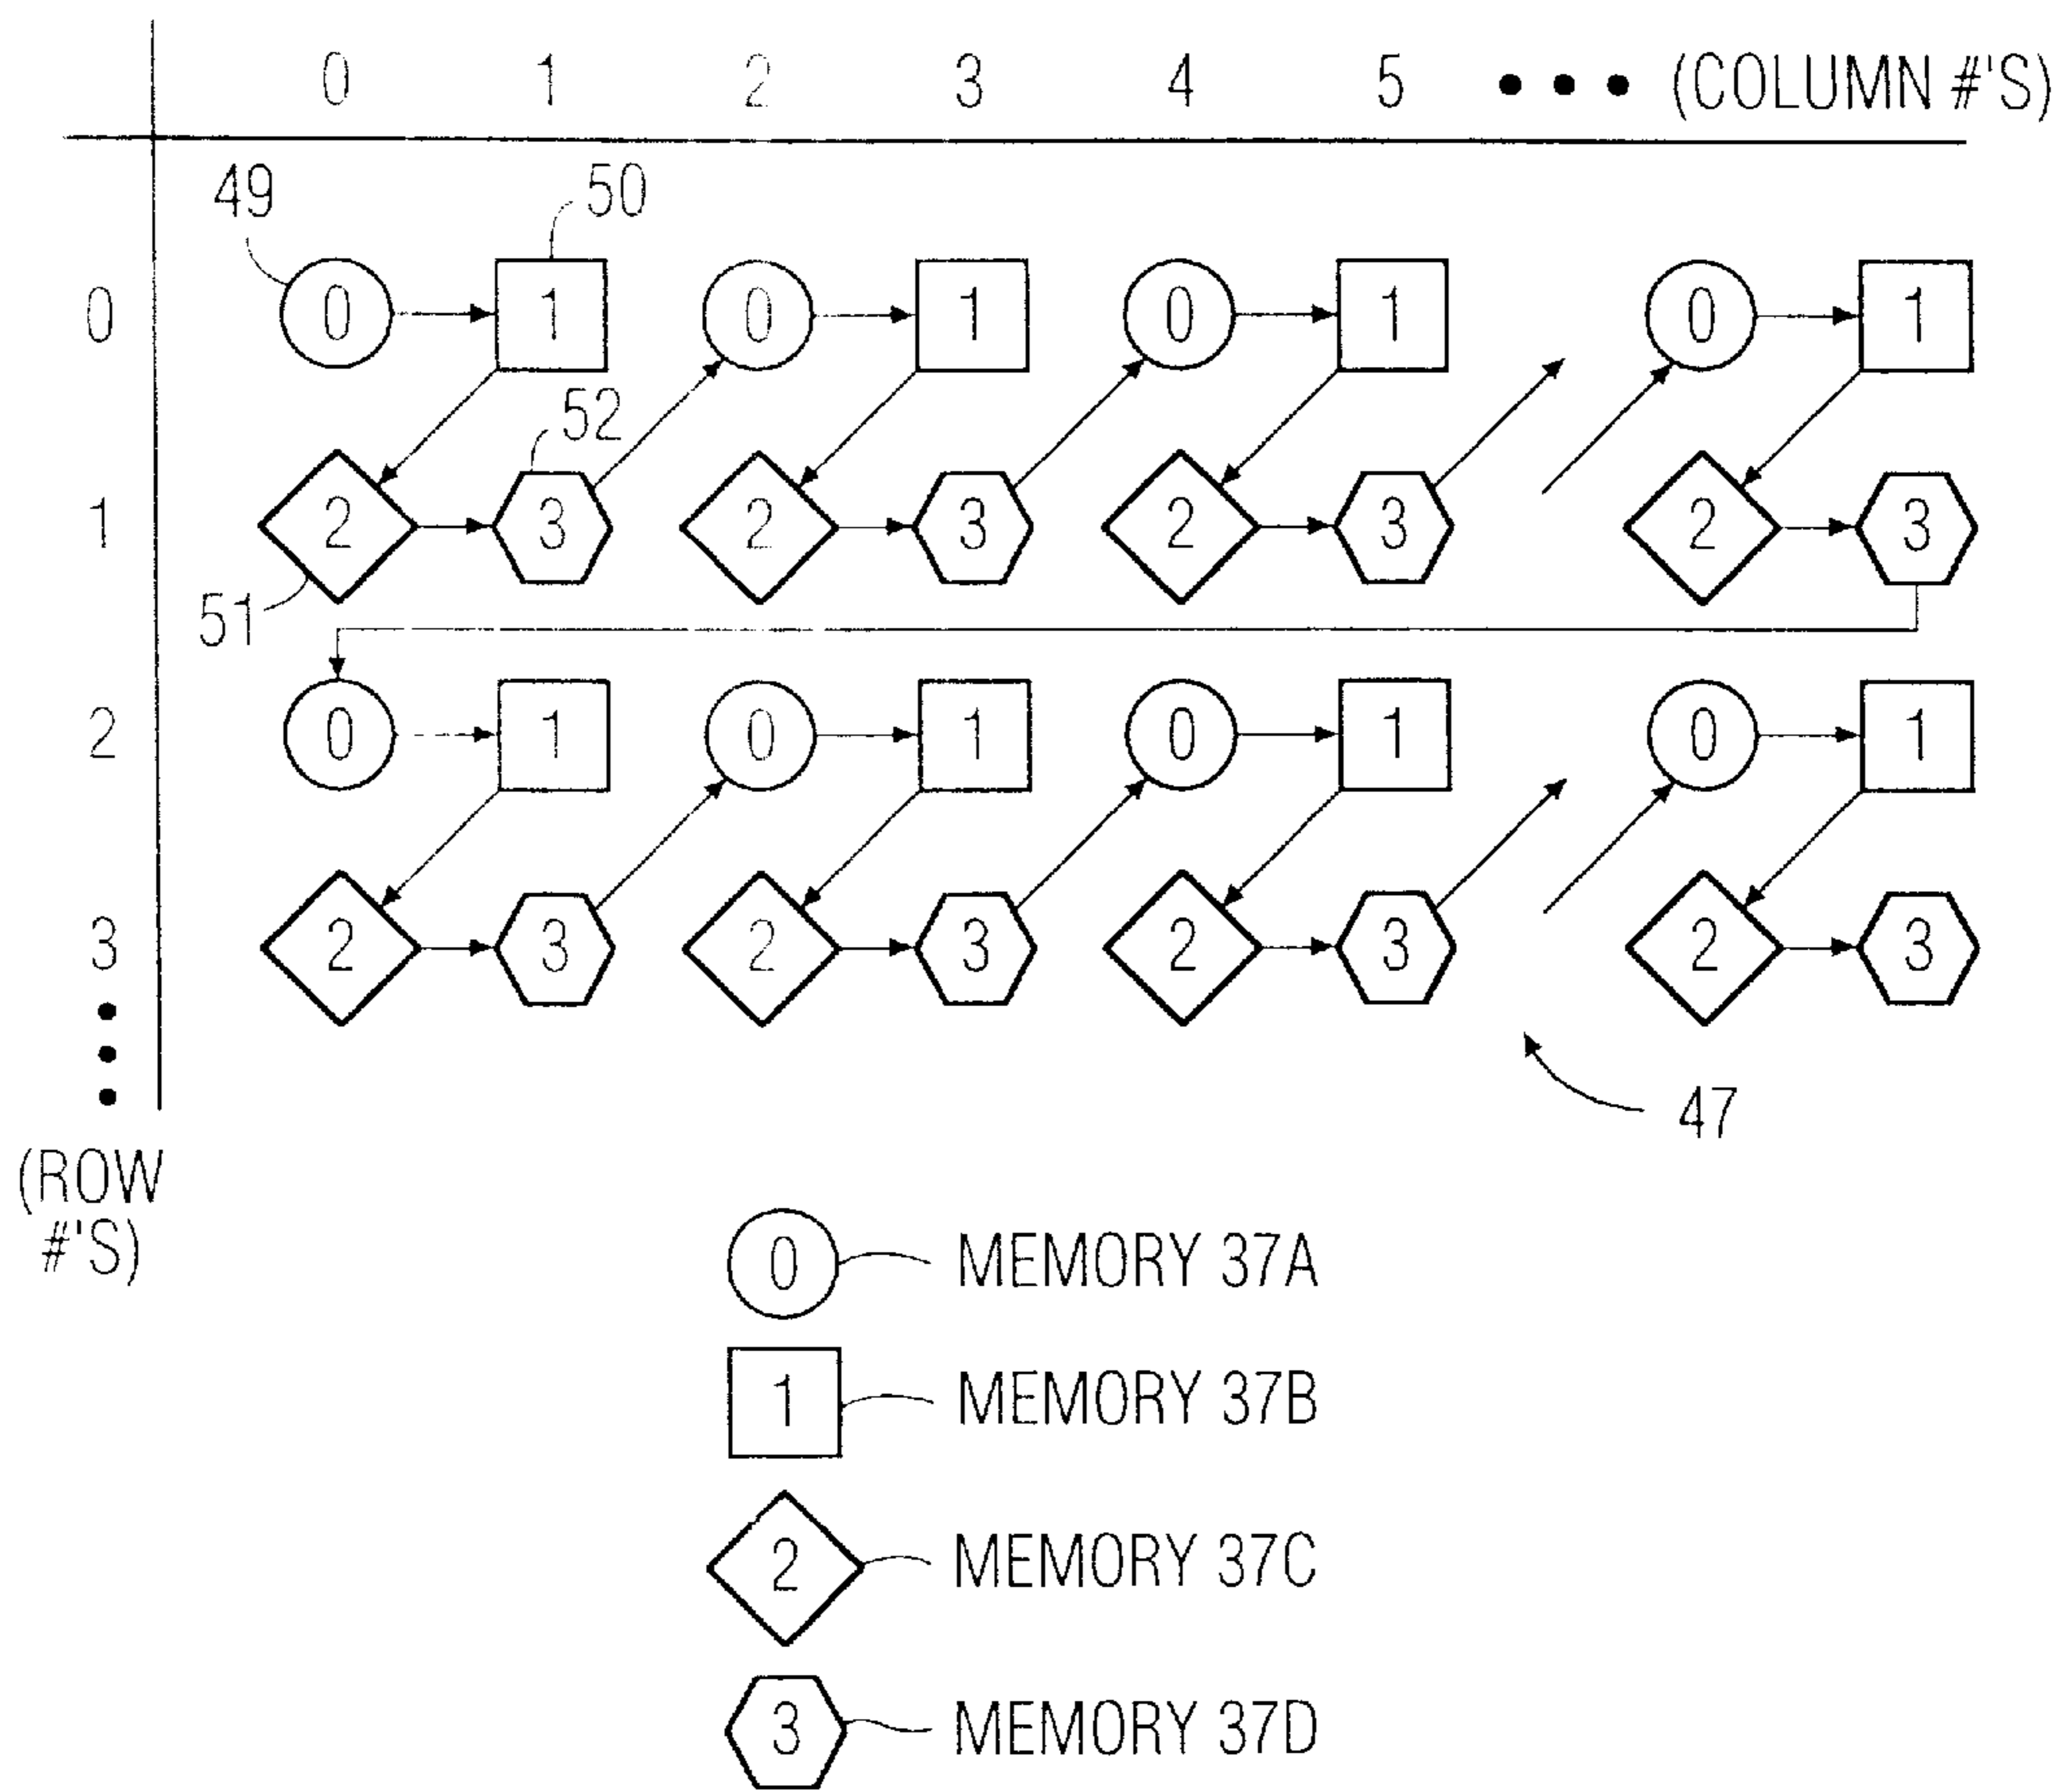 0 1 2 3 4 5 ••• (COLUMN #'S)
49 50
0 0 1 0 1 0 1 0 1
52
1 2 3 2 3 2 3 2 3
51
2 0 1 0 1 0 1 0 1
3 2 3 2 3 2 3 2 3
47
(ROW
#'S)
0 MEMORY 37A
1 MEMORY 37B
2 MEMORY 37C
3 MEMORY 37D